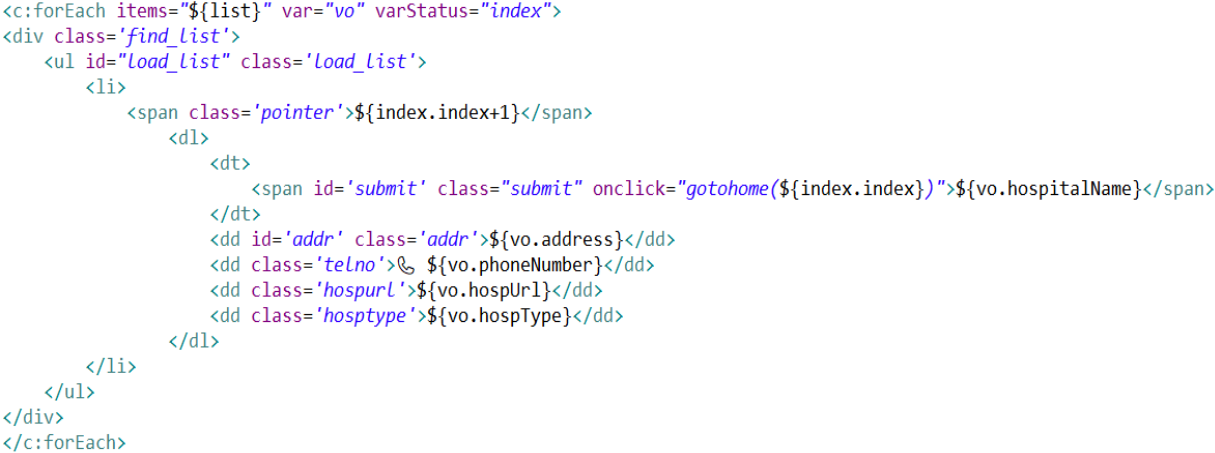 <c:forEach items="${list}" var="vo" varStatus="index">
<div class='find_list'>
    <ul id="load_list" class='load_list'>
        <li>
            <span class='pointer'>${index.index+1}</span>
                <dl>
                    <dt>
                        <span id='submit' class="submit" onclick="gotohome(${index.index})">${vo.hospitalName}</span>
                    </dt>
                    <dd id='addr' class='addr'>${vo.address}</dd>
                    <dd class='telno'>📞 ${vo.phoneNumber}</dd>
                    <dd class='hospurl'>${vo.hospUrl}</dd>
                    <dd class='hosptype'>${vo.hospType}</dd>
                </dl>
        </li>
    </ul>
</div>
</c:forEach>